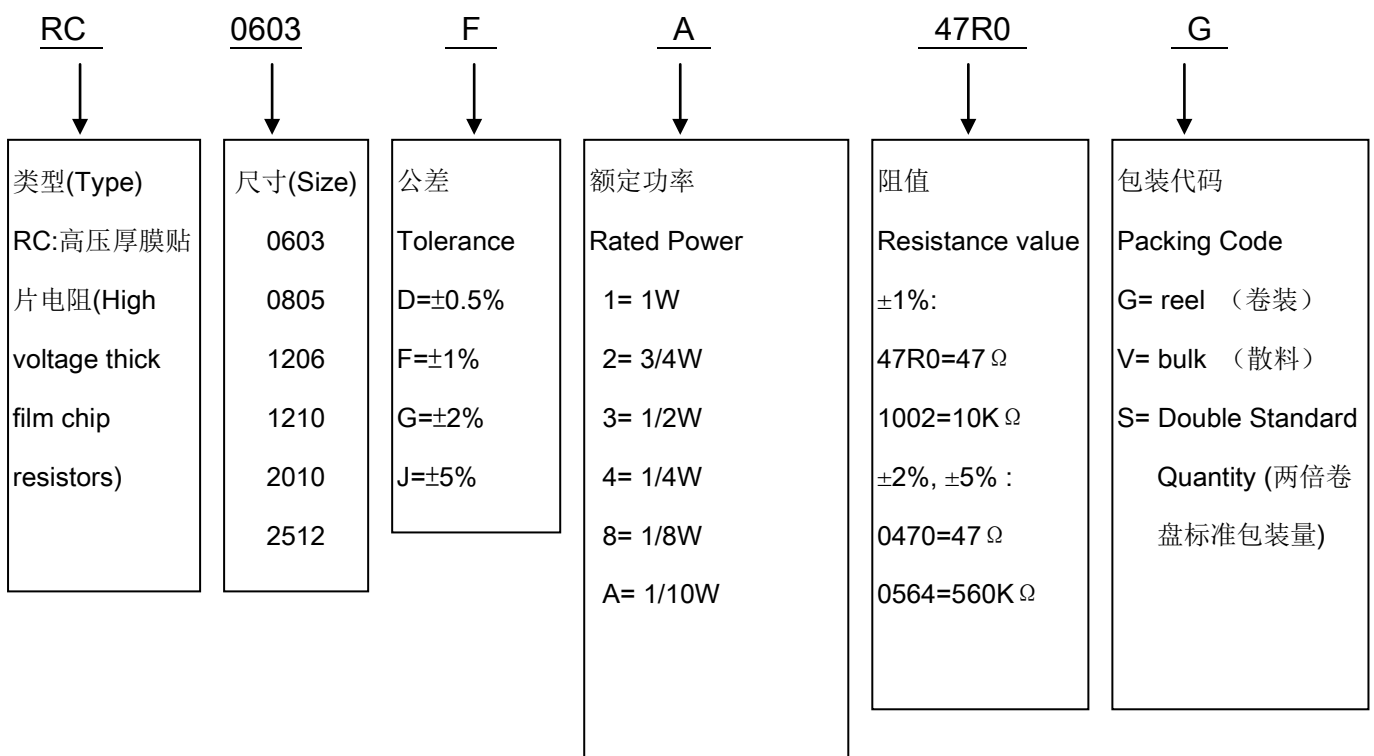 RC 0603 F A 47R0 G
类型(Type)
RC:高压厚膜贴
片电阻(High
voltage thick
film chip
resistors)
尺寸(Size)
0603
0805
1206
1210
2010
2512
公差
Tolerance
D=±0.5%
F=±1%
G=±2%
J=±5%
额定功率
Rated Power
1= 1W
2= 3/4W
3= 1/2W
4= 1/4W
8= 1/8W
A= 1/10W
阻值
Resistance value
±1%:
47R0=47Ω
1002=10KΩ
±2%, ±5% :
0470=47Ω
0564=560KΩ
包装代码
Packing Code
G= reel （卷装）
V= bulk （散料）
S= Double Standard
Quantity (两倍卷
盘标准包装量)